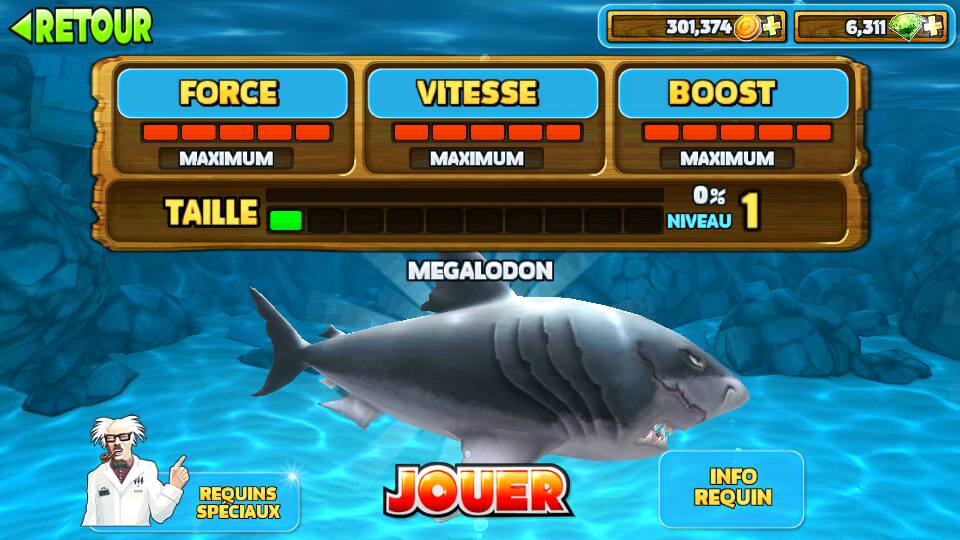 RETOUR
301,374
6,311
FORCE
VITESSE
BOOST
MAXIMUM
MAXIMUM
MAXIMUM
TAILLE
0%
NIVEAU 1
MEGALODON
REQUINS
SPÉCIAUX
JOUER
INFO
REQUIN